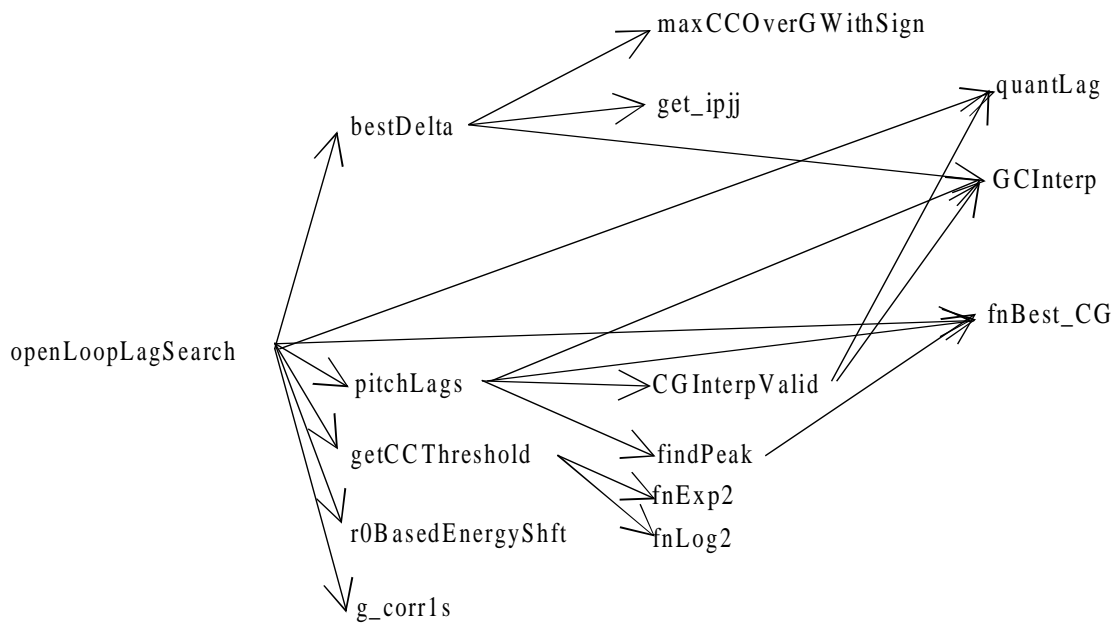 maxCCOverGWithSign
quantLag
get_ipjj
bestDelta
GCInterp
fnBest_CG
openLoopLagSearch
pitchLags
CGInterpValid
getCCThreshold
findPeak
fnExp2
r0BasedEnergyShft
fnLog2
g_corr1s